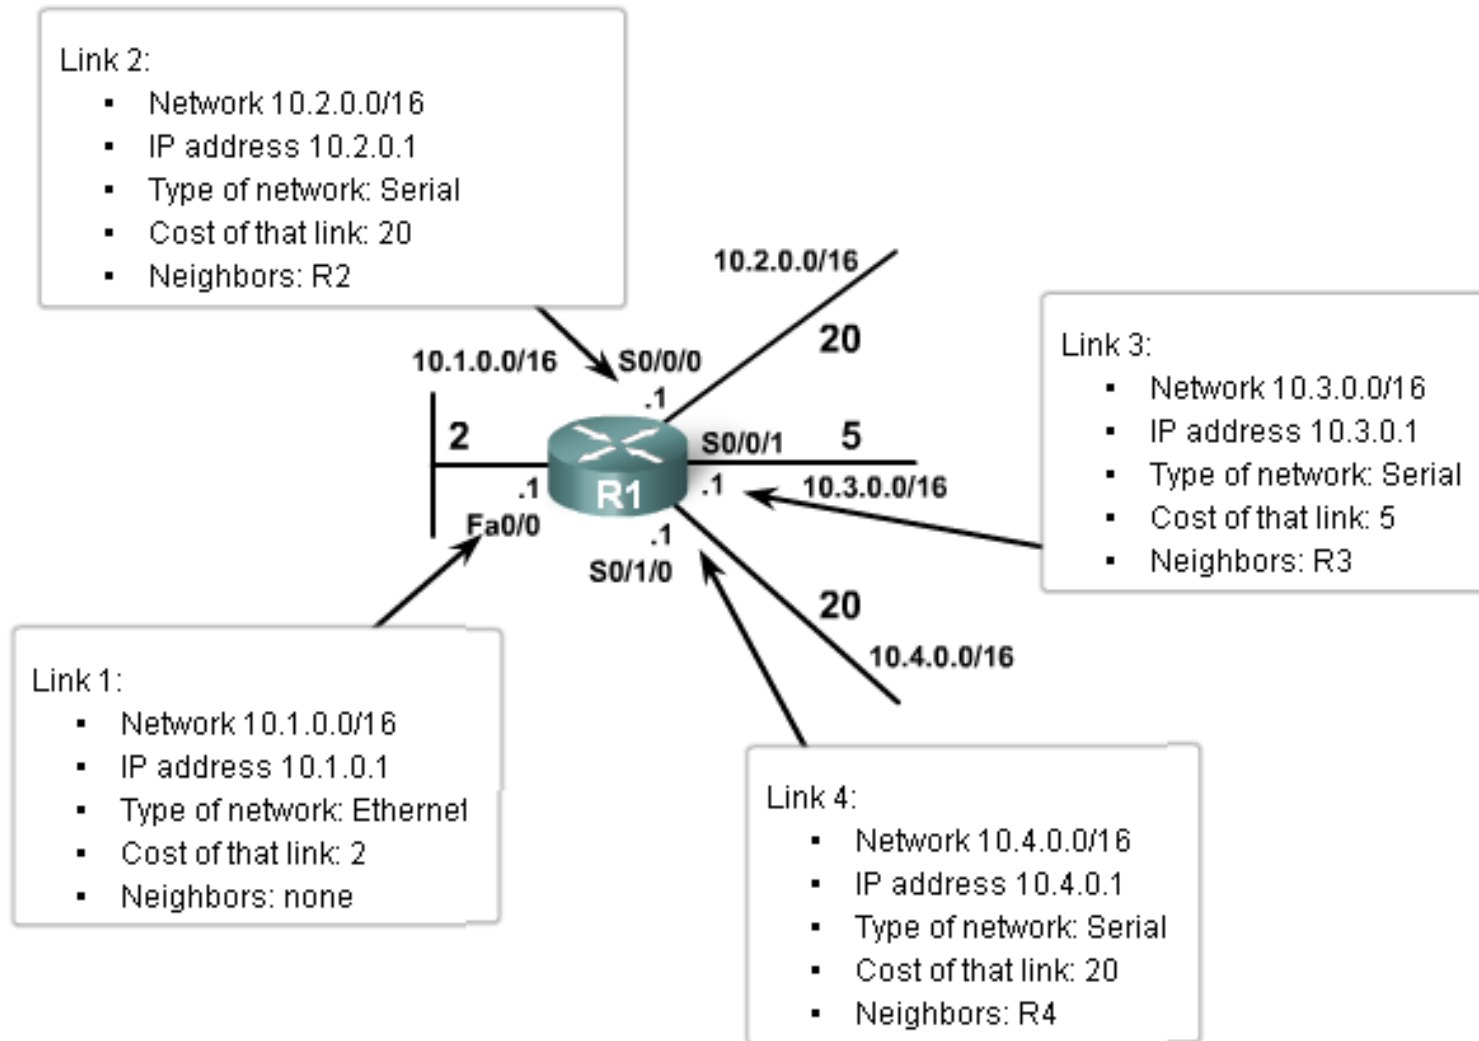 Link 2:
▪ Network 10.2.0.0/16
▪ IP address 10.2.0.1
▪ Type of network: Serial
▪ Cost of that link: 20
▪ Neighbors: R2
10.2.0.0/16
20
10.1.0.0/16
S0/0/0
.1
2
S0/0/1
5
R1
.1
.1
10.3.0.0/16
Fa0/0
.1
S0/1/0
20
10.4.0.0/16
Link 3:
▪ Network 10.3.0.0/16
▪ IP address 10.3.0.1
▪ Type of network: Serial
▪ Cost of that link: 5
▪ Neighbors: R3
Link 1:
▪ Network 10.1.0.0/16
▪ IP address 10.1.0.1
▪ Type of network: Ethernet
▪ Cost of that link: 2
▪ Neighbors: none
Link 4:
▪ Network 10.4.0.0/16
▪ IP address 10.4.0.1
▪ Type of network: Serial
▪ Cost of that link: 20
▪ Neighbors: R4